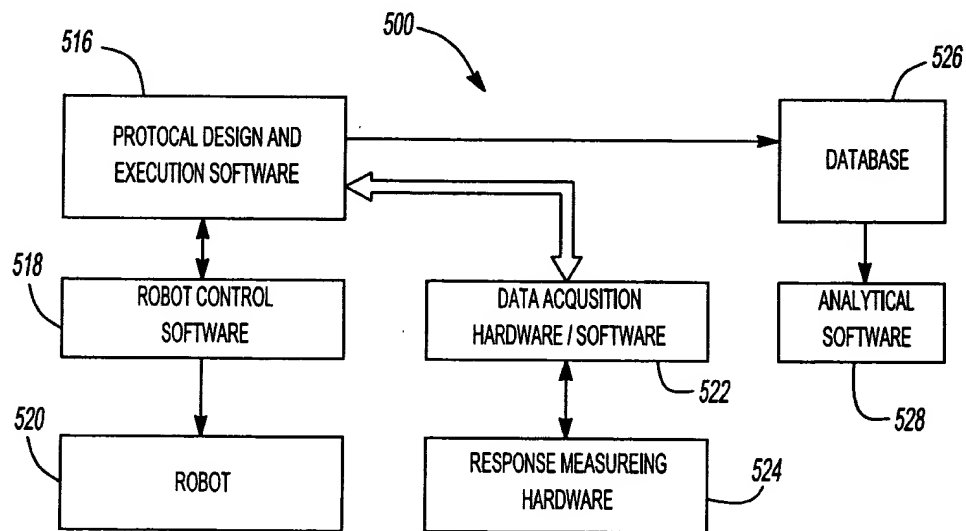 516
500
526
PROTOCAL DESIGN AND
EXECUTION SOFTWARE
DATABASE
518
ROBOT CONTROL
SOFTWARE
DATA ACQUSITION
HARDWARE / SOFTWARE
ANALYTICAL
SOFTWARE
522
528
520
ROBOT
RESPONSE MEASUREING
HARDWARE
524